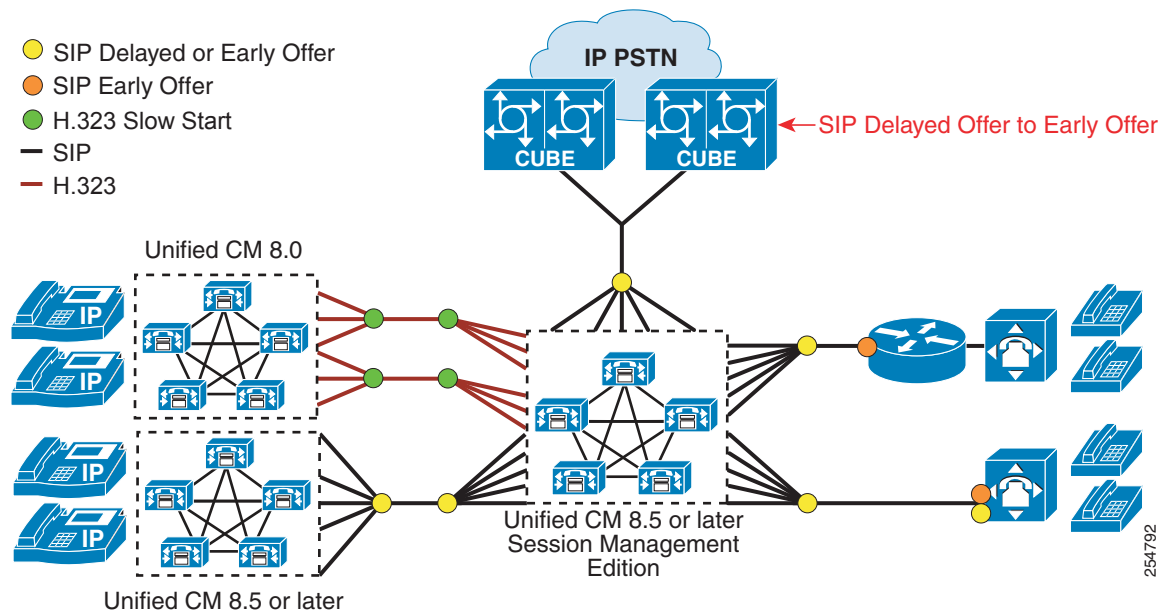 SIP Delayed or Early Offer
SIP Early Offer
H.323 Slow Start
SIP
H.323
IP PSTN
CUBE
CUBE
SIP Delayed Offer to Early Offer
Unified CM 8.0
IP
IP
IP
IP
Unified CM 8.5 or later
Unified CM 8.5 or later
Session Management
Edition
254792